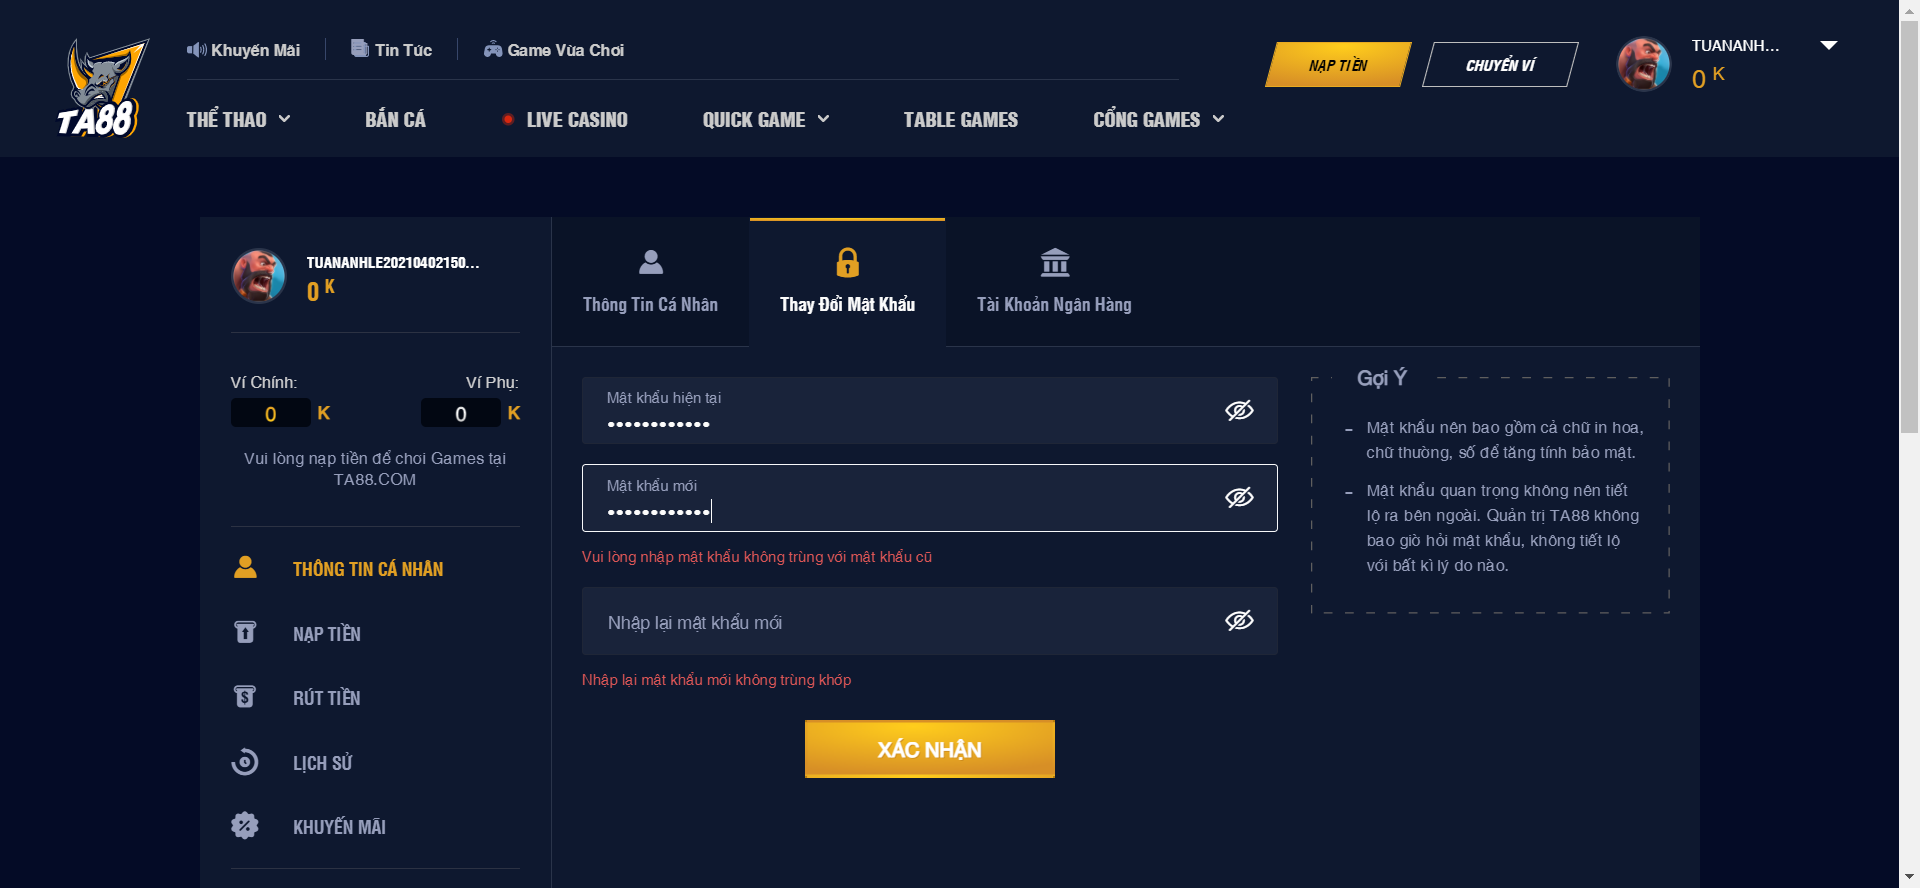 Khuyến Mãi
Tin Tức
Game Vừa Chơi
NẠP TIỀN
CHUYỂN VÍ
TUANANH...
0 K
TA88
THỂ THAO
BẮN CÁ
LIVE CASINO
QUICK GAME
TABLE GAMES
CỔNG GAMES
TUANANHLE20210402150...
0 K
Ví Chính:
Ví Phụ:
0 K
0 K
Vui lòng nạp tiền để chơi Games tại
TA88.COM
THÔNG TIN CÁ NHÂN
NẠP TIỀN
RÚT TIỀN
LỊCH SỬ
KHUYẾN MÃI
Thông Tin Cá Nhân
Thay Đổi Mật Khẩu
Tài Khoản Ngân Hàng
Mật khẩu hiện tại
••••••••••••
Mật khẩu mới
••••••••••••
Vui lòng nhập mật khẩu không trùng với mật khẩu cũ
Nhập lại mật khẩu mới
Nhập lại mật khẩu mới không trùng khớp
XÁC NHẬN
Gợi Ý
- Mật khẩu nên bao gồm cả chữ in hoa,
chữ thường, số để tăng tính bảo mật.
- Mật khẩu quan trọng không nên tiết
lộ ra bên ngoài. Quản trị TA88 không
bao giờ hỏi mật khẩu, không tiết lộ
với bất kì lý do nào.